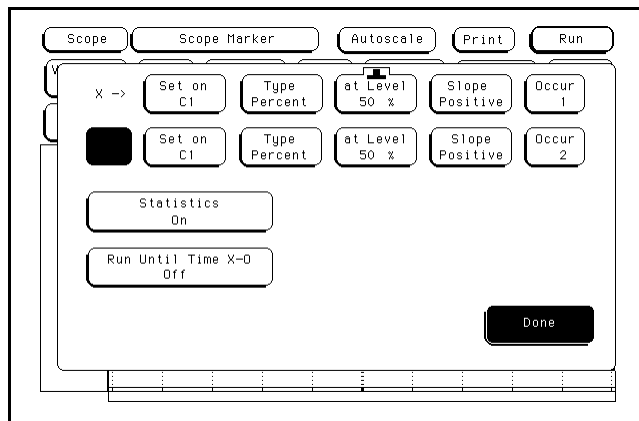 Scope Scope Marker Autoscale Print Run
X -> Set on C1 Type Percent at Level 50 % Slope Positive Occur 1
Set on C1 Type Percent at Level 50 % Slope Positive Occur 2
Statistics
On
Run Until Time X-O
Off
Done